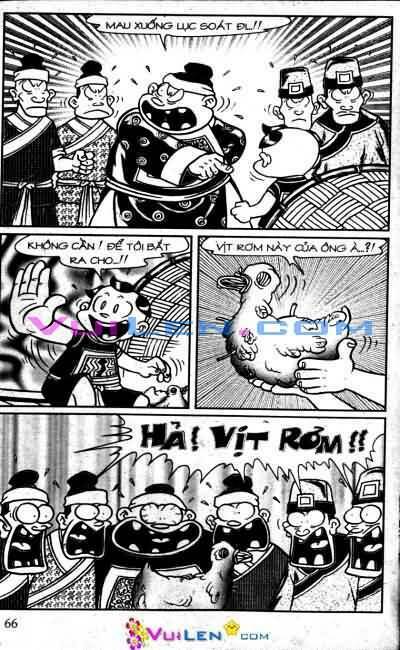 MAU XUỐNG LỤC SOÁT ĐI..!!
KHÔNG CẦN! ĐỂ TÔI BẮT
RA CHO..!!
VỊT RƠM NÀY CỦA ÔNG À..?!
VUILEN.COM
HẢ! VỊT RƠM!!
66
VUILEN.COM